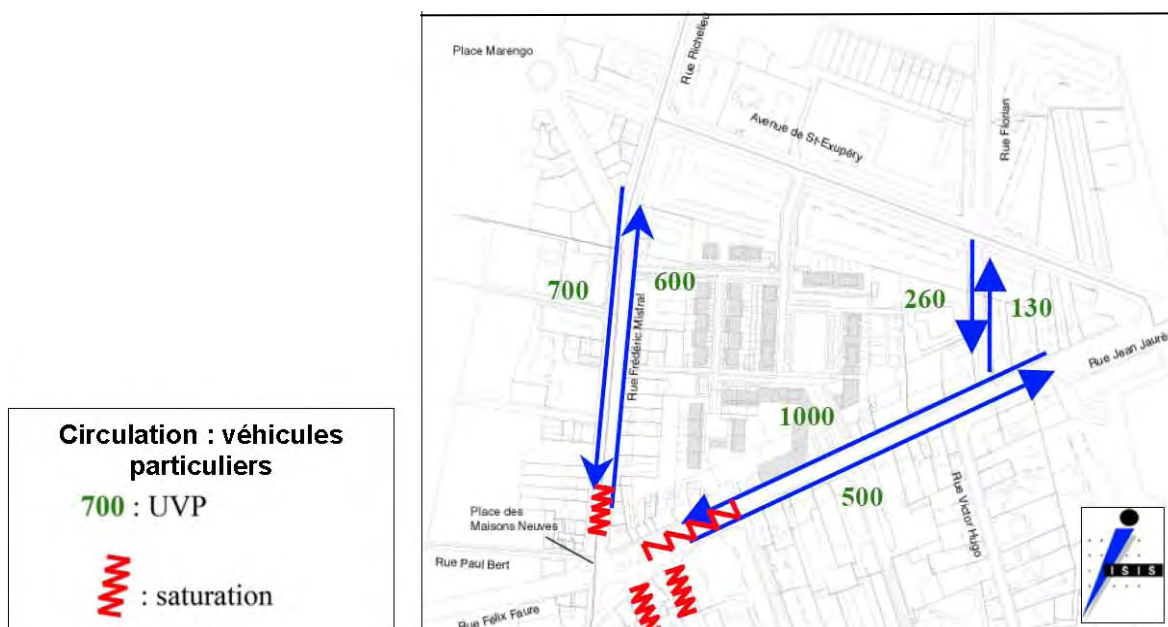 Place Marengo
Rue Richelieu
Avenue de St-Exupéry
Rue Florian
700
600
Rue Frédéric Mistral
260
130
Rue Jean Jaurè
1000
500
Rue Victor Hugo
Place des
Maisons Neuves
Rue Paul Bert
Rue Félix Faure
ISIS
Circulation : véhicules
particuliers
700 : UVP
: saturation